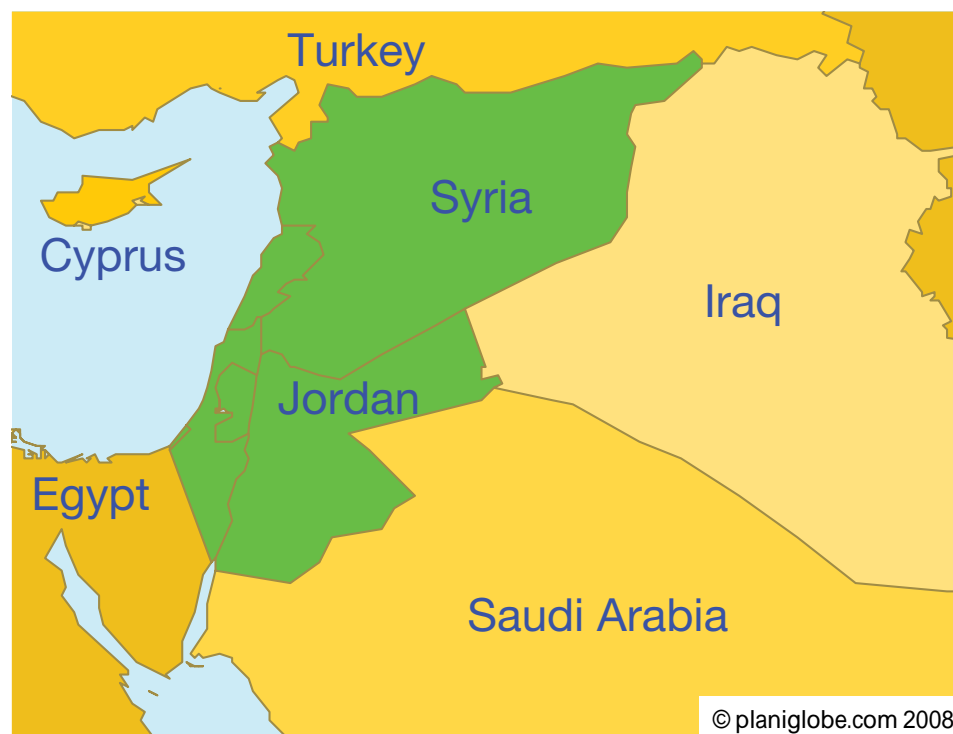 Turkey
Syria
Cyprus
Iraq
Jordan
Egypt
Saudi Arabia
© planiglobe.com 2008